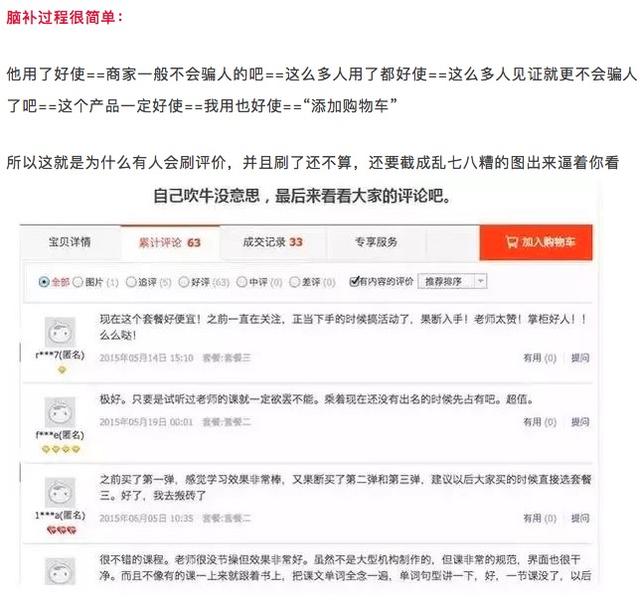 脑补过程很简单：
他用了好使==商家一般不会骗人的吧==这么多人用了都好使==这么多人见证就更不会骗人
了吧==这个产品一定好使==我用也好使==“添加购物车”
所以这就是为什么有人会刷评价，并且刷了还不算，还要截成乱七八糟的图出来逼着你看
自己吹牛没意思，最后来看看大家的评论吧。
宝贝详情 累计评论 63 成交记录 33 专享服务 加入购物车
全部 图片 (1) 追评 (5) 好评 (63) 中评 (0) 差评 (0) 有内容的评价 推荐排序
现在这个套餐好便宜！之前一直在关注，正当下手的时候搞活动了，果断入手！老师太赞！掌柜好人！！
么么哒！
r***7(匿名)
2015年05月14日 15:10 套餐:套餐三 有用 (0) 提问
极好。只要是试听过老师的课就一定欲罢不能。乘着现在还没有出名的时候先占有吧。超值。
2015年05月19日 00:01 套餐:套餐二 有用 (0) 提问
f***e(匿名)
之前买了第一弹，感觉学习效果非常棒，又果断买了第二弹和第三弹，建议以后大家买的时候直接选套餐
三。好了，我去搬砖了
1***a(匿名)
2015年06月05日 10:35 套餐:套餐二 有用 (0) 提问
很不错的课程。老师很没节操但效果非常好。虽然不是大型机构制作的，但课非常的规范，界面也很干
净。而且不像有的课一上来就跟着书上，把课文单词全念一遍，单词句型讲一下，好，一节课没了，以后